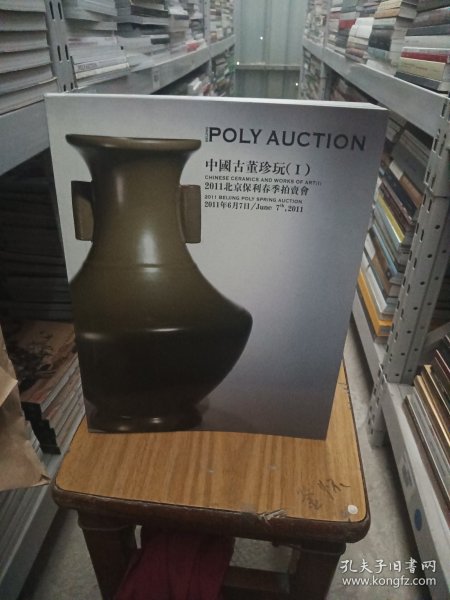 POLY AUCTION
中國古董珍玩(I)
CHINESE CERAMICS AND WORKS OF ART(I)
2011北京保利春季拍賣會
2011 BEIJING POLY SPRING AUCTION
2011年6月7日/June 7th, 2011
孔夫子旧书网
www.kongfz.com